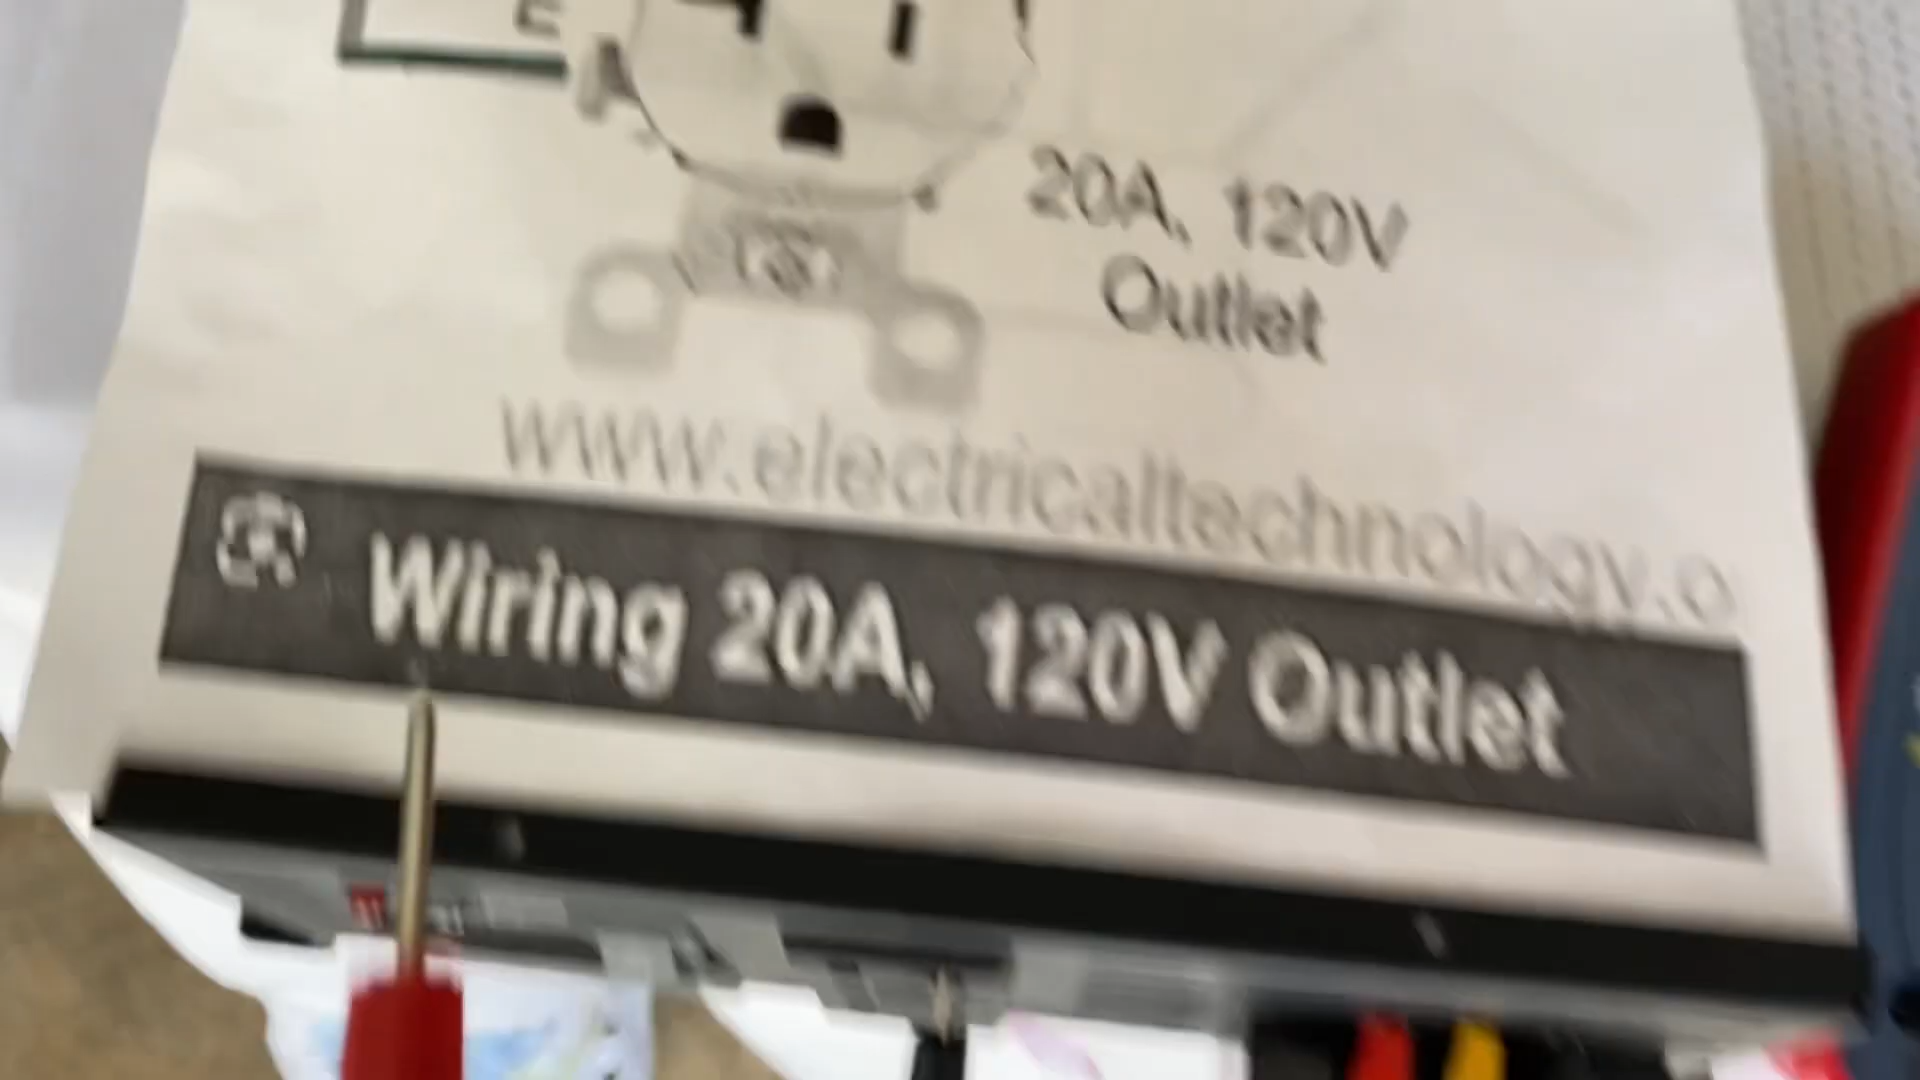 E
20A, 120V
Outlet
www.electricaltechnology.o
Wiring 20A, 120V Outlet